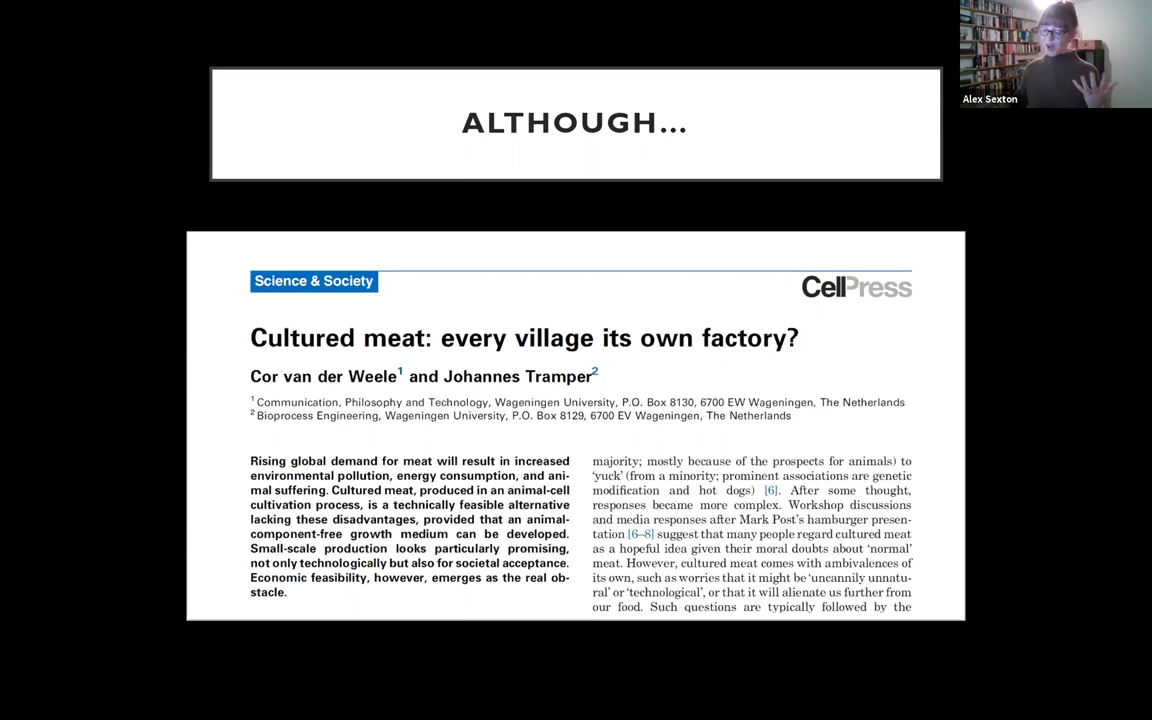 Alex Sexton
ALTHOUGH...
Science & Society
CellPress
Cultured meat: every village its own factory?
Cor van der Weele1 and Johannes Tramper2
1 Communication, Philosophy and Technology, Wageningen University, P.O. Box 8130, 6700 EW Wageningen, The Netherlands
2 Bioprocess Engineering, Wageningen University, P.O. Box 8129, 6700 EV Wageningen, The Netherlands
Rising global demand for meat will result in increased
environmental pollution, energy consumption, and ani-
mal suffering. Cultured meat, produced in an animal-cell
cultivation process, is a technically feasible alternative
lacking these disadvantages, provided that an animal-
component-free growth medium can be developed.
Small-scale production looks particularly promising,
not only technologically but also for societal acceptance.
Economic feasibility, however, emerges as the real ob-
stacle.
majority; mostly because of the prospects for animals) to
'yuck' (from a minority; prominent associations are genetic
modification and hot dogs) [6]. After some thought,
responses became more complex. Workshop discussions
and media responses after Mark Post's hamburger presen-
tation [6–8] suggest that many people regard cultured meat
as a hopeful idea given their moral doubts about 'normal'
meat. However, cultured meat comes with ambivalences of
its own, such as worries that it might be 'uncannily unnatu-
ral' or 'technological', or that it will alienate us further from
our food. Such questions are typically followed by the